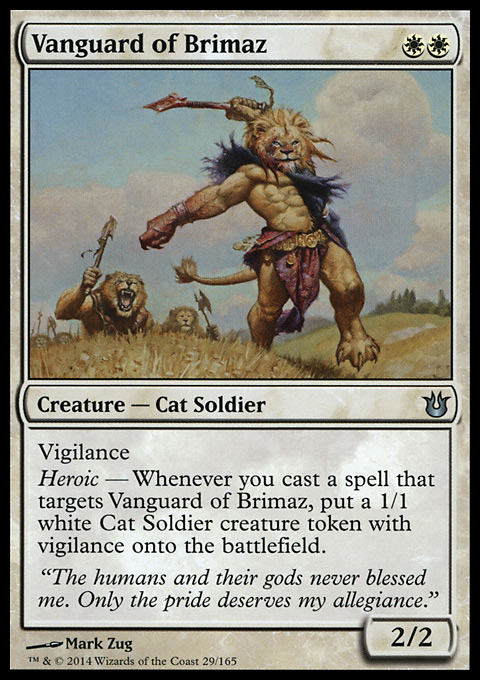 Vanguard of Brimaz
Creature — Cat Soldier
Vigilance
Heroic — Whenever you cast a spell that
targets Vanguard of Brimaz, put a 1/1
white Cat Soldier creature token with
vigilance onto the battlefield.
“The humans and their gods never blessed
me. Only the pride deserves my allegiance.”
2/2
Mark Zug
™ & © 2014 Wizards of the Coast 29/165